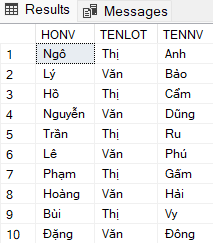 Results Messages
HONV TENLOT TENNV
1 Ngô Thị Anh
2 Lý Văn Bảo
3 Hồ Thị Cẩm
4 Nguyễn Văn Dũng
5 Trân Thị Ru
6 Lê Văn Phú
7 Phạm Thị Gấm
8 Hoàng Văn Hải
9 Bùi Thị Vy
10 Đặng Văn Đông